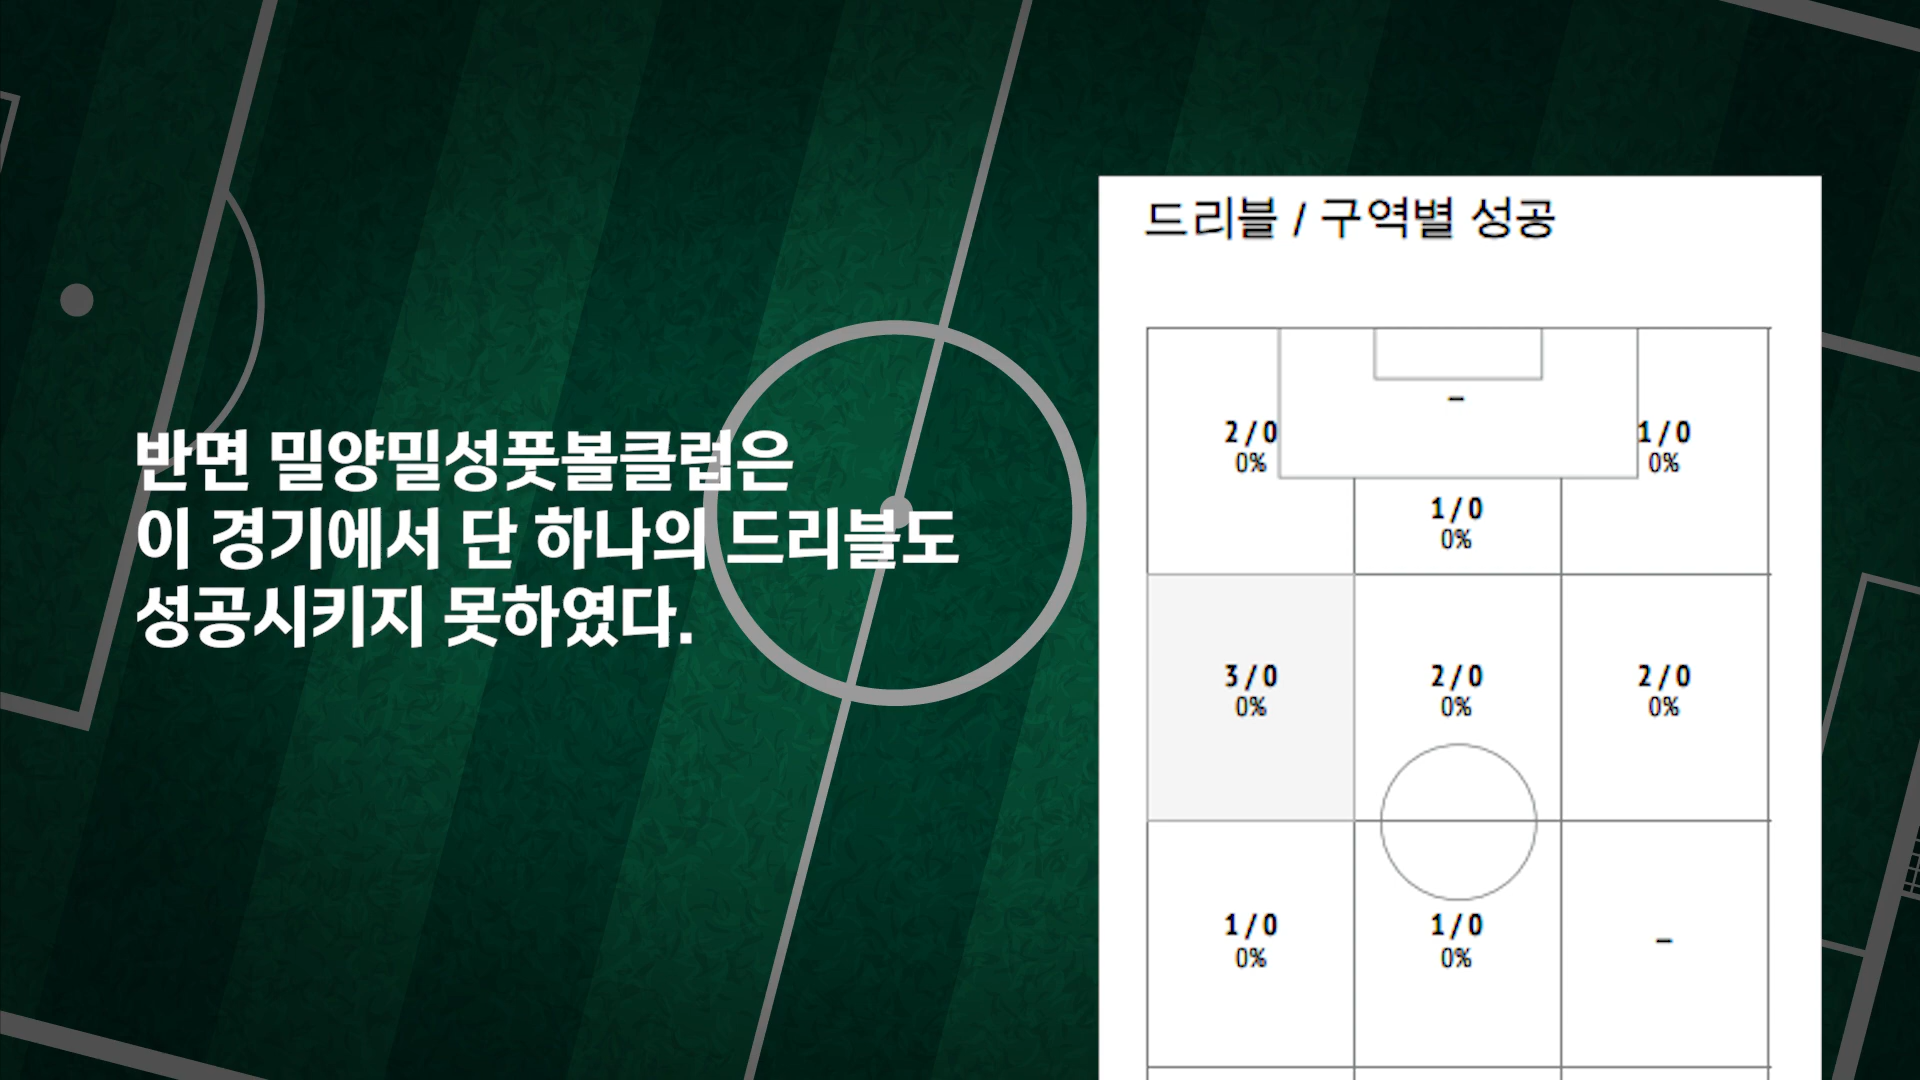 반면 밀양밀성풋볼클럽은
이 경기에서 단 하나의 드리블도
성공시키지 못하였다.
드리블 / 구역별 성공
–
2 / 0
0%
1 / 0
0%
1 / 0
0%
3 / 0
0%
2 / 0
0%
2 / 0
0%
1 / 0
0%
1 / 0
0%
–